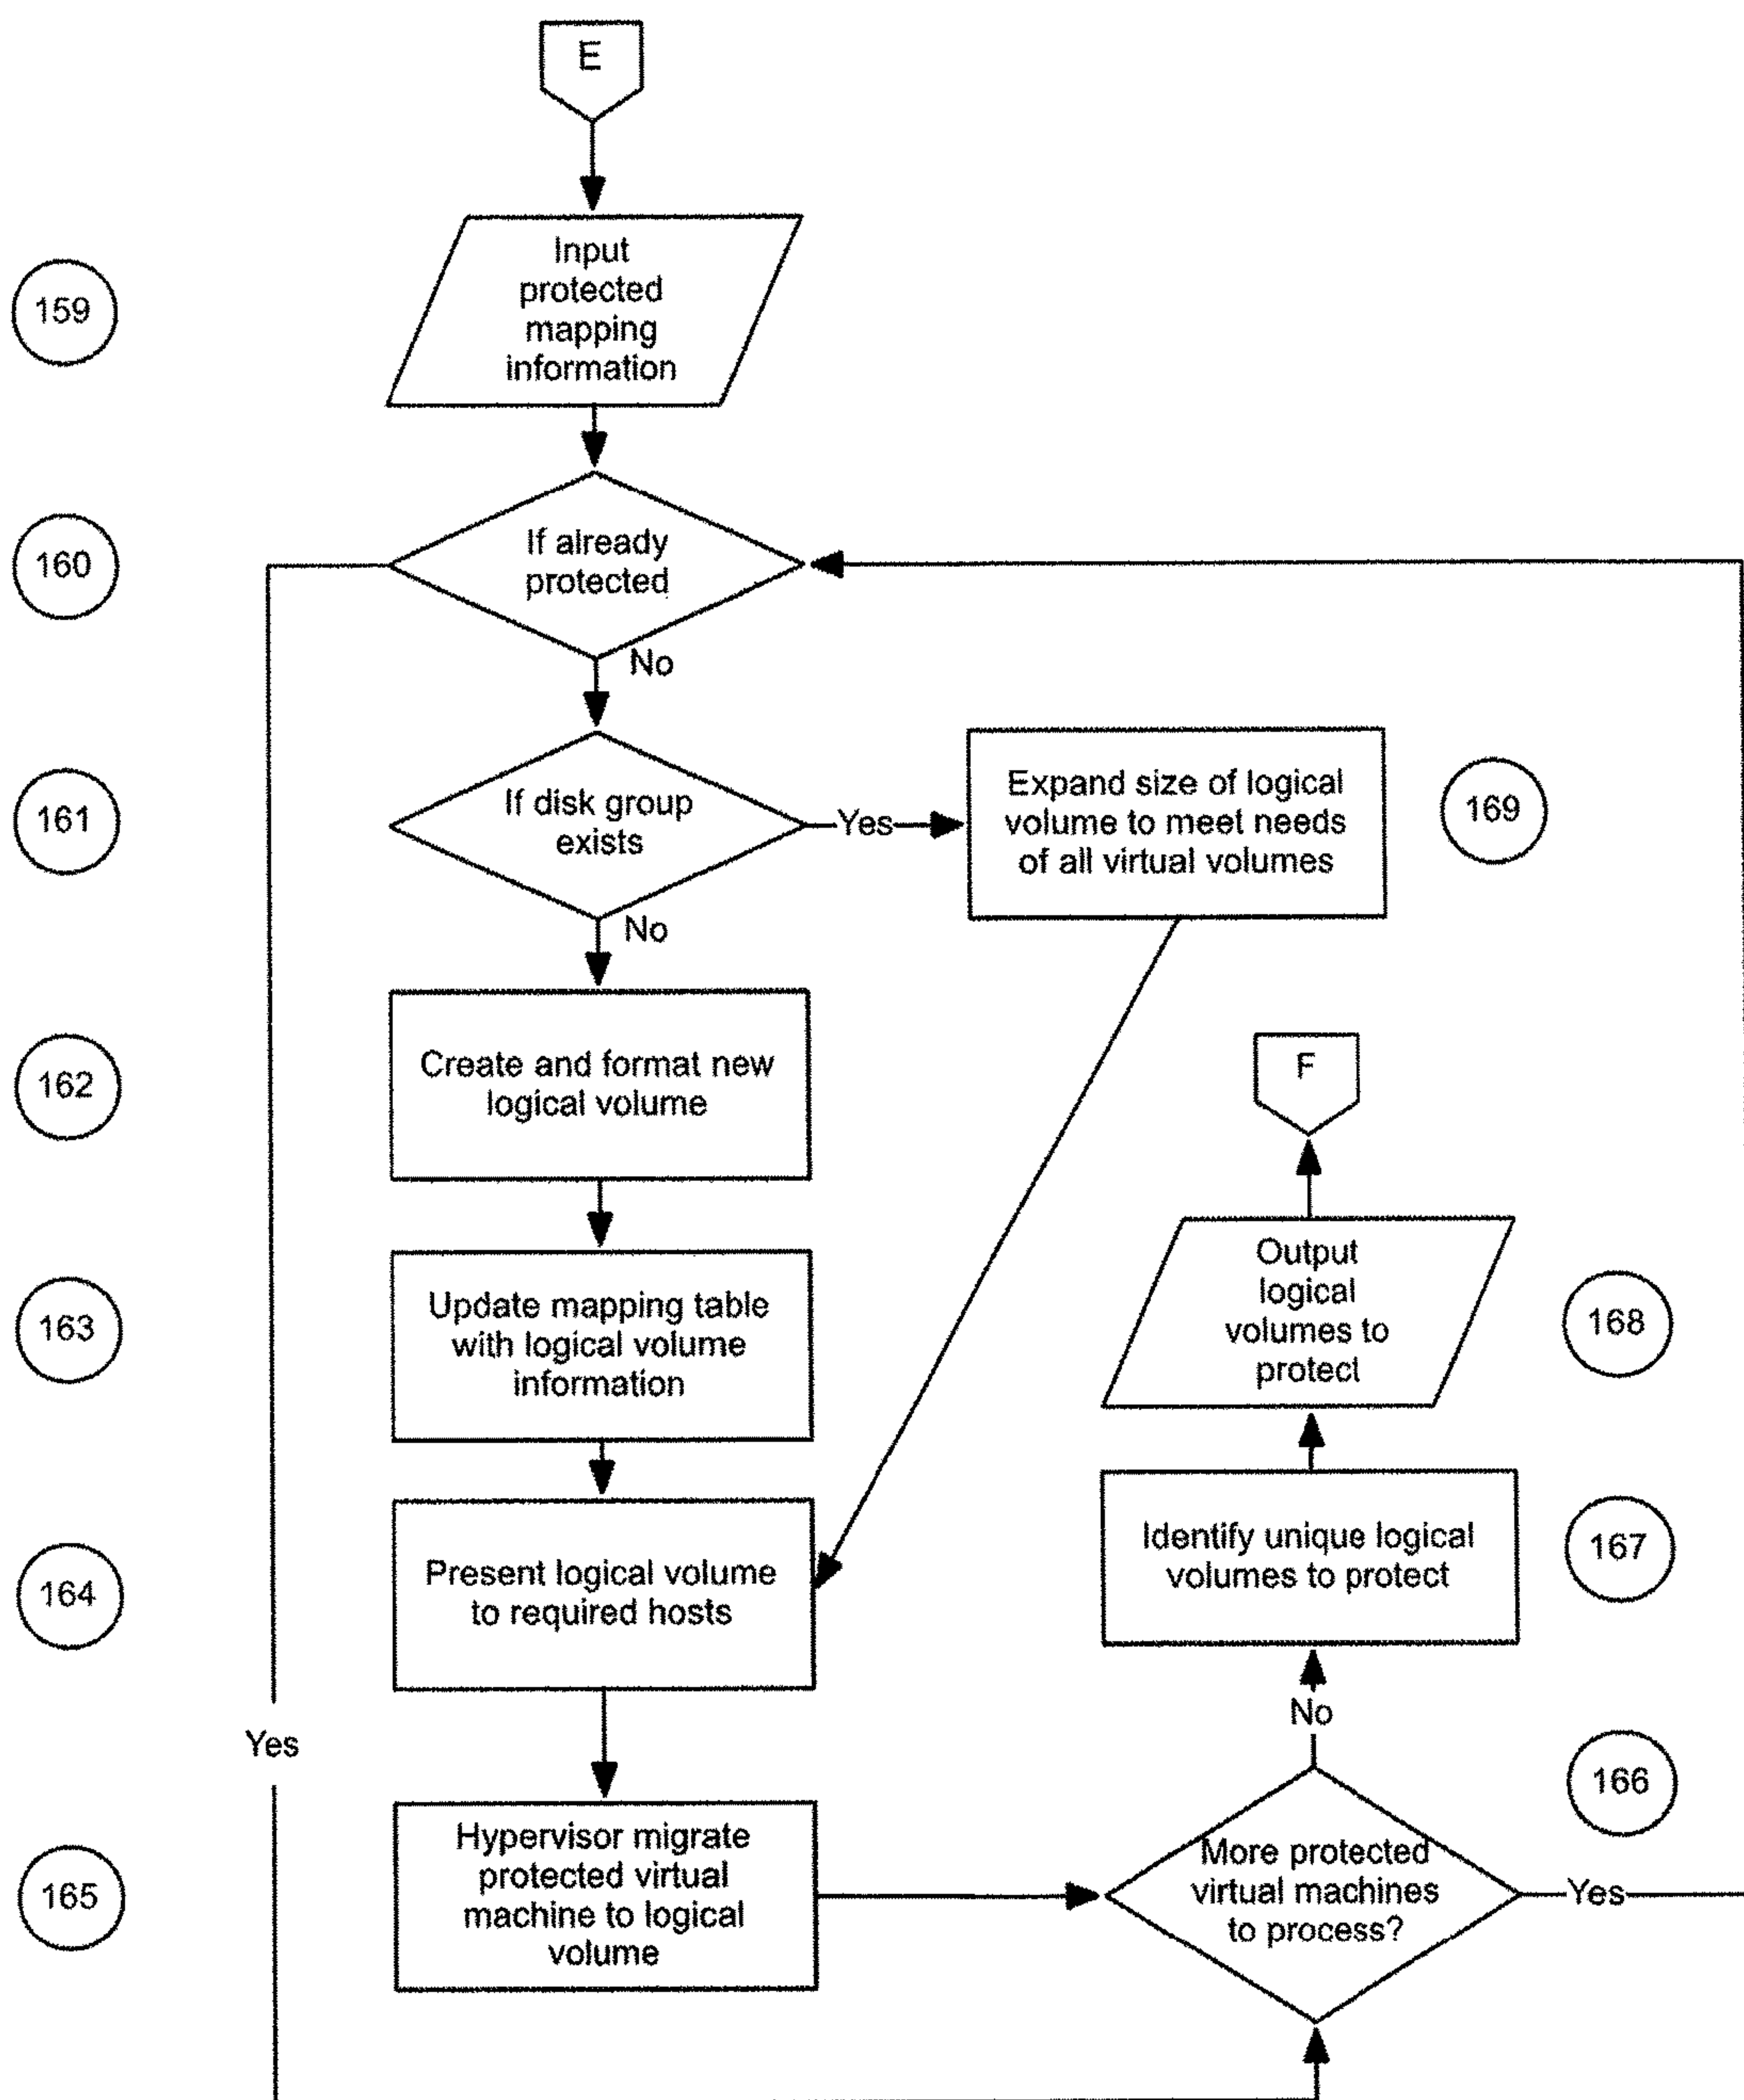 E
159
Input
protected
mapping
information
160
If already
protected
No
161
If disk group
exists
Yes
Expand size of logical
volume to meet needs
of all virtual volumes
169
No
162
Create and format new
logical volume
F
163
Update mapping table
with logical volume
information
Output
logical
volumes to
protect
168
164
Present logical volume
to required hosts
Identify unique logical
volumes to protect
167
Yes
No
166
165
Hypervisor migrate
protected virtual
machine to logical
volume
More protected
virtual machines
to process?
Yes